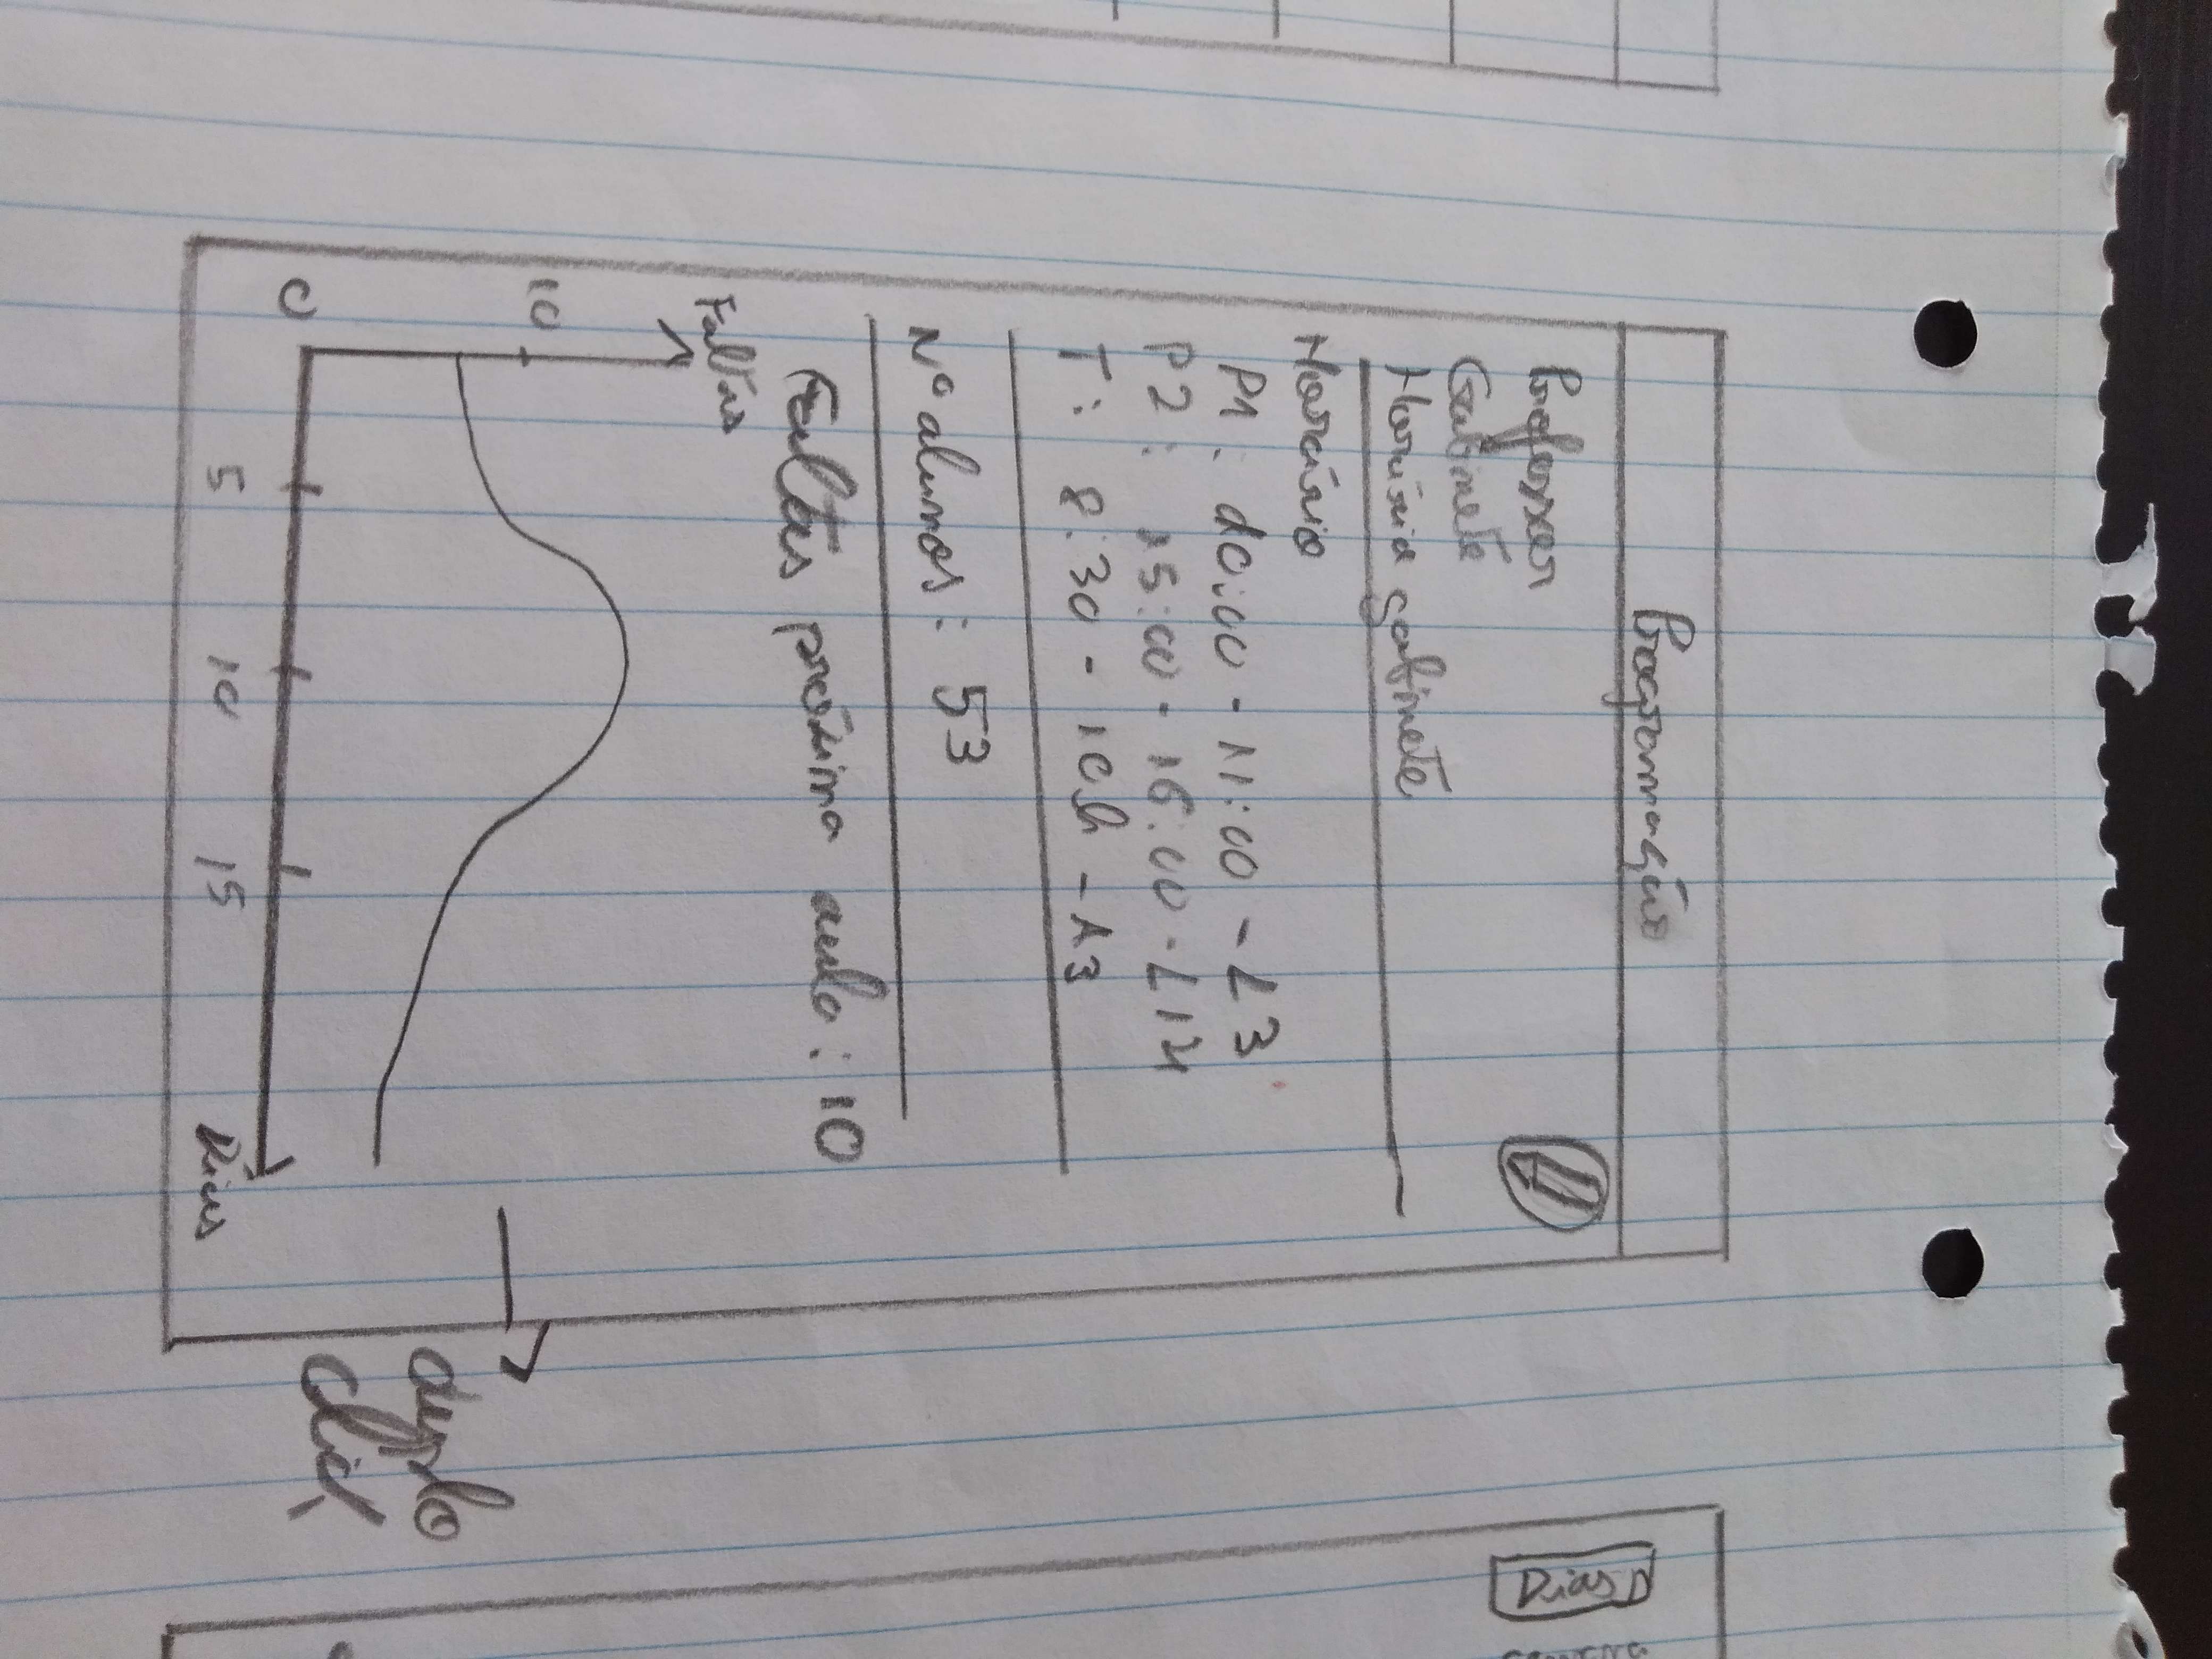 Programação
Professor
Gabinete
Horário gabinete
Horário
P1: 10:00 - 11:00 - L3
P2: 15:00 - 16:00 - L14
T: 8:30 - 10h - A3
Nº alunos: 53
Faltas próxima aula: 10
Faltas
10
0
5
10
15
Dias
duplo
click
Dias